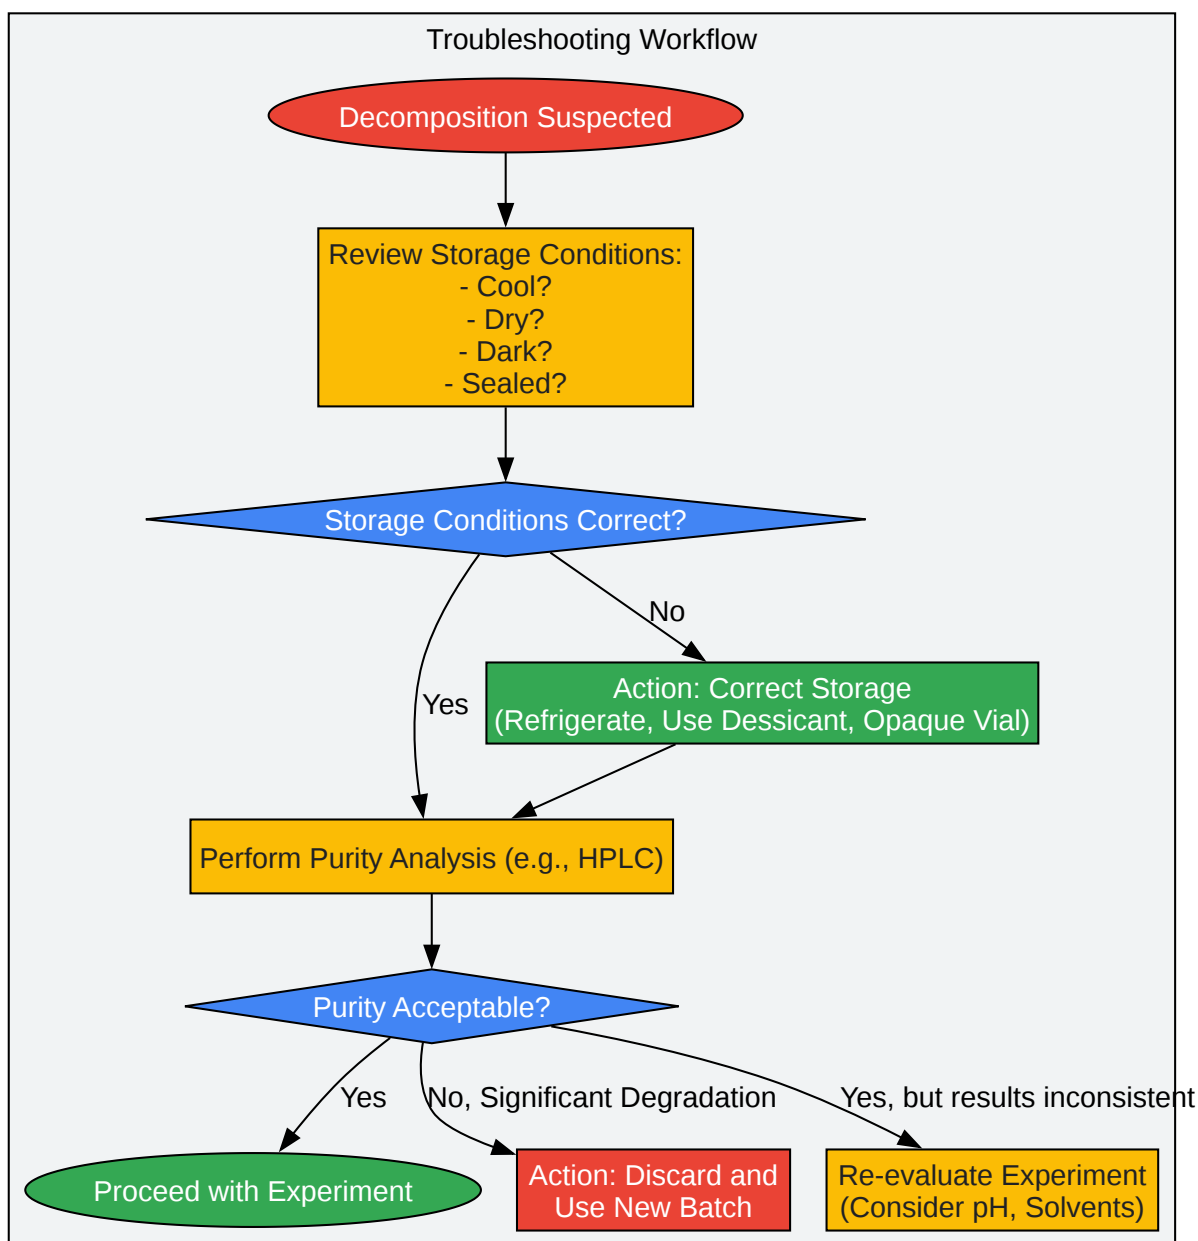 Troubleshooting Workflow
Decomposition Suspected
Review Storage Conditions:
- Cool?
- Dry?
- Dark?
- Sealed?
Storage Conditions Correct?
No
Yes
Action: Correct Storage
(Refrigerate, Use Dessicant, Opaque Vial)
Perform Purity Analysis (e.g., HPLC)
Purity Acceptable?
Yes
No, Significant Degradation
Yes, but results inconsistent
Proceed with Experiment
Action: Discard and
Use New Batch
Re-evaluate Experiment
(Consider pH, Solvents)